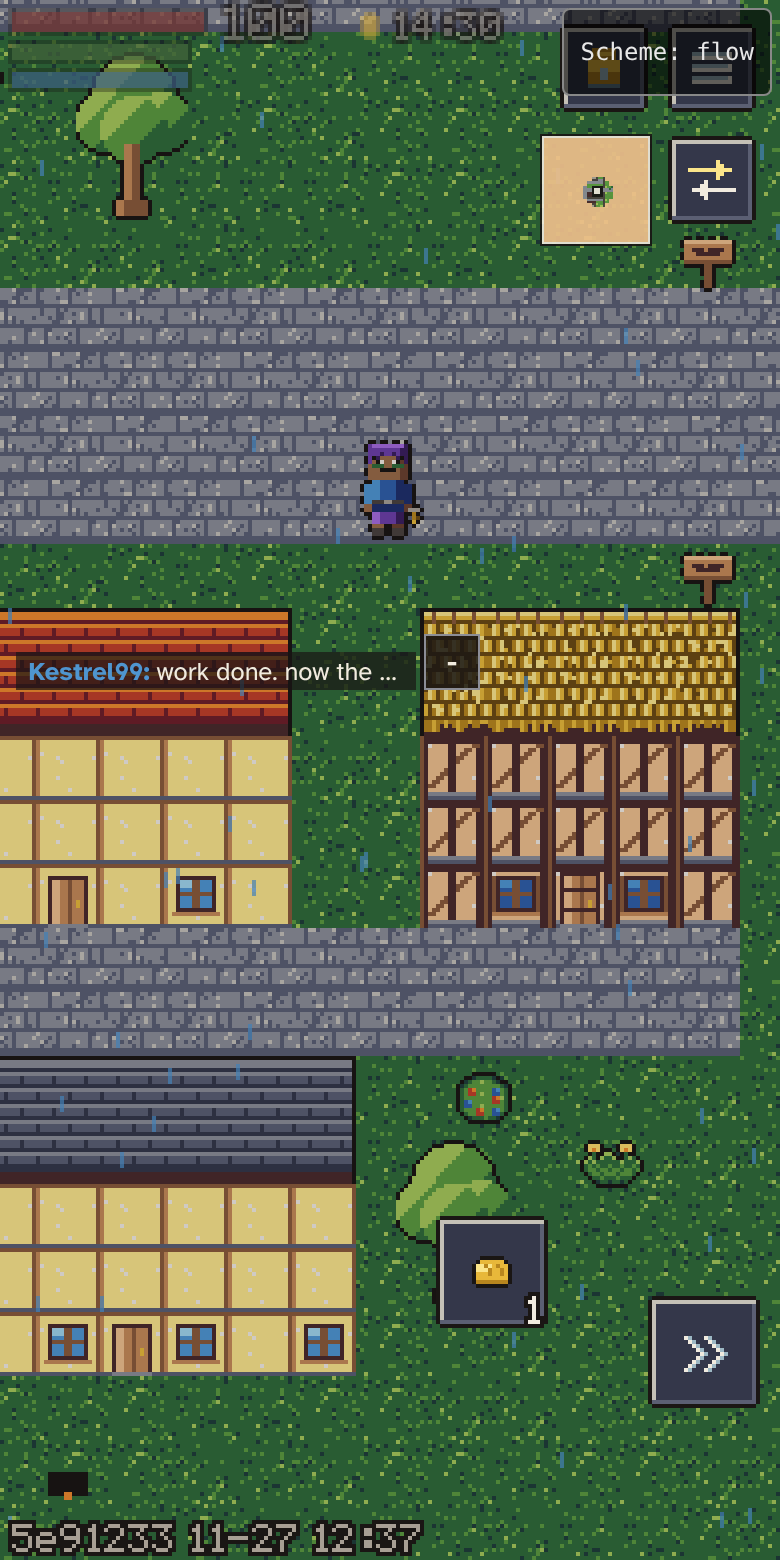 100 14:30
Scheme: flow
Kestrel99: work done. now the ...
-
1
5e91233 11-27 12:37